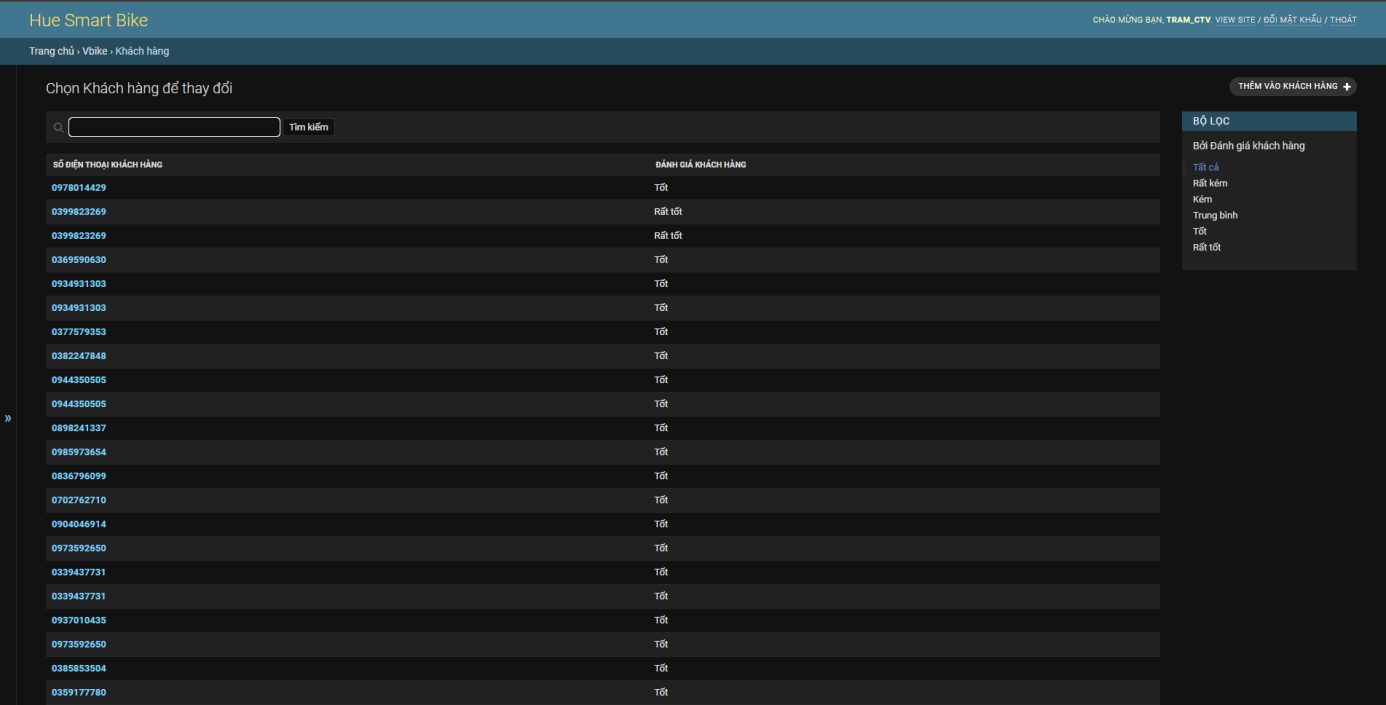 Hue Smart Bike
CHÀO MỪNG BẠN, TRAM_CTV. VIEW SITE / ĐỔI MẬT KHẨU / THOÁT
Trang chủ › Vbike › Khách hàng
Chọn Khách hàng để thay đổi
THÊM VÀO KHÁCH HÀNG +
Tìm kiếm
SỐ ĐIỆN THOẠI KHÁCH HÀNG ĐÁNH GIÁ KHÁCH HÀNG
0978014429 Tốt
0399823269 Rất tốt
0399823269 Rất tốt
0369590630 Tốt
0934931303 Tốt
0934931303 Tốt
0377579353 Tốt
0382247848 Tốt
0944350505 Tốt
0944350505 Tốt
0898241337 Tốt
0985973654 Tốt
0836796099 Tốt
0702762710 Tốt
0904046914 Tốt
0973592650 Tốt
0339437731 Tốt
0339437731 Tốt
0937010435 Tốt
0973592650 Tốt
0385853504 Tốt
0359177780 Tốt
BỘ LỌC
Bởi Đánh giá khách hàng
Tất cả
Rất kém
Kém
Trung bình
Tốt
Rất tốt
»